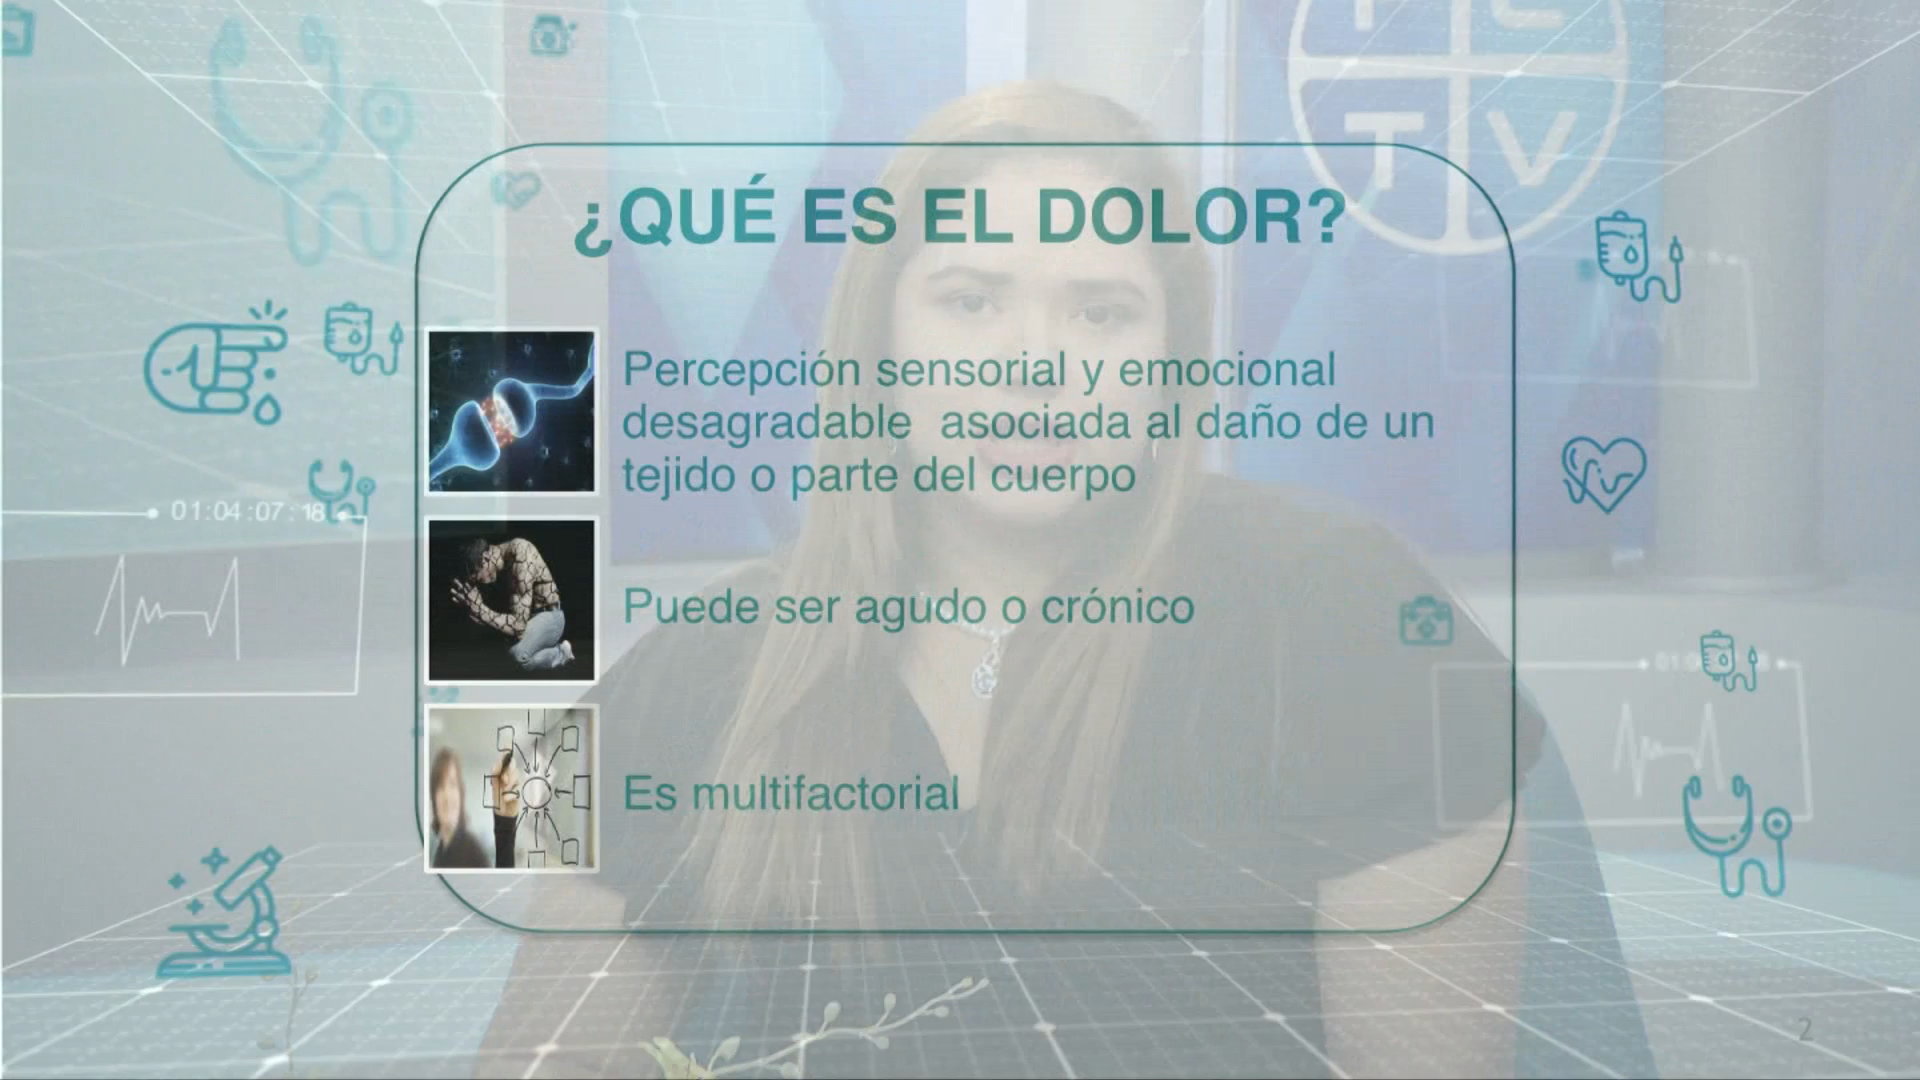 T V
¿QUÉ ES EL DOLOR?
Percepción sensorial y emocional
desagradable asociada al daño de un
tejido o parte del cuerpo
01:04:07:18
Puede ser agudo o crónico
Es multifactorial
2